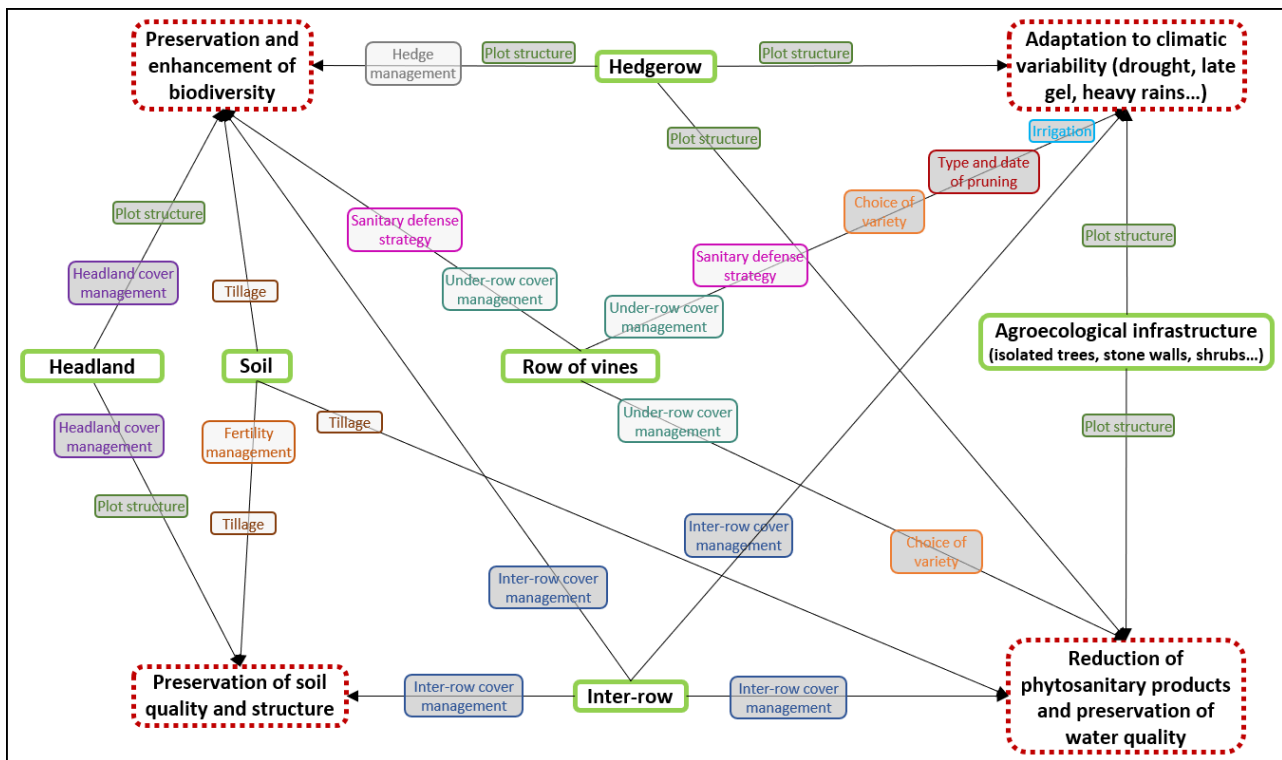 Preservation and
enhancement of
biodiversity
Hedge
management
Plot structure
Hedgerow
Plot structure
Adaptation to climatic
variability (drought, late
gel, heavy rains...)
Plot structure
Irrigation
Type and date
of pruning
Choice of
variety
Sanitary defense
strategy
Plot structure
Sanitary defense
strategy
Plot structure
Headland cover
management
Tillage
Under-row cover
management
Under-row cover
management
Headland
Soil
Row of vines
Agroecological infrastructure
(isolated trees, stone walls, shrubs...)
Headland cover
management
Fertility
management
Tillage
Under-row cover
management
Plot structure
Plot structure
Tillage
Inter-row cover
management
Choice of
variety
Inter-row cover
management
Preservation of soil
quality and structure
Inter-row cover
management
Inter-row
Inter-row cover
management
Reduction of
phytosanitary products
and preservation of
water quality